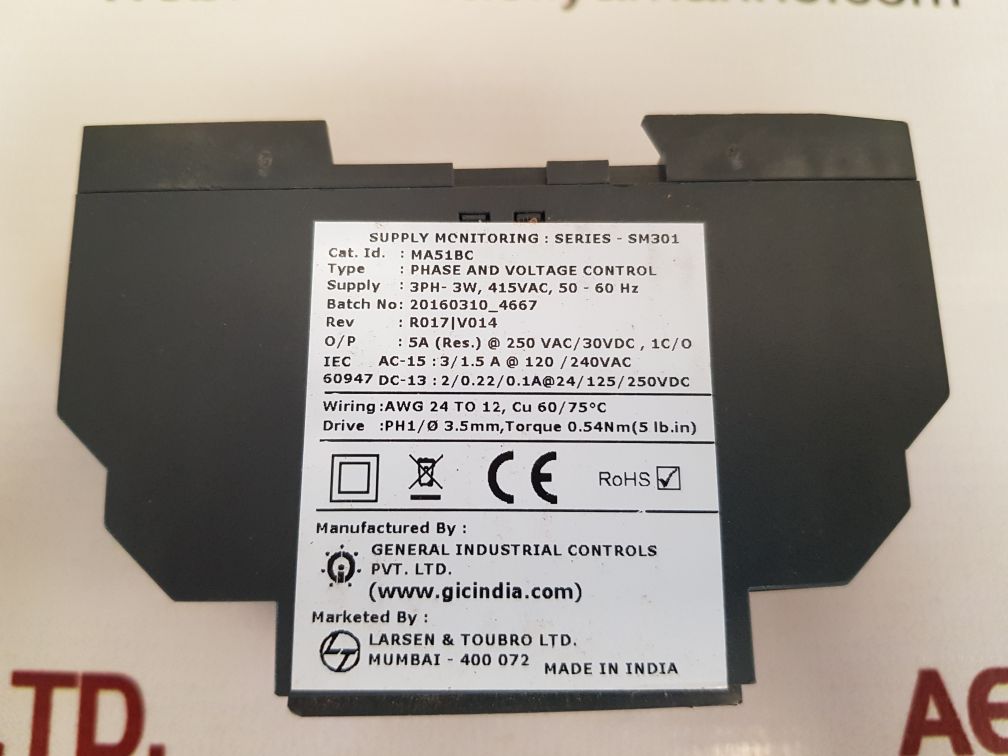 SUPPLY MONITORING : SERIES - SM301
Cat. Id. : MA51BC
Type : PHASE AND VOLTAGE CONTROL
Supply : 3PH- 3W, 415VAC, 50 - 60 Hz
Batch No: 20160310_4667
Rev : R017|V014
O/P : 5A (Res.) @ 250 VAC/30VDC , 1C/O
IEC AC-15 : 3/1.5 A @ 120 /240VAC
60947 DC-13 : 2/0.22/0.1A@24/125/250VDC
Wiring :AWG 24 TO 12, Cu 60/75°C
Drive :PH1/Ø 3.5mm,Torque 0.54Nm(5 lb.in)
CE RoHS
Manufactured By :
GENERAL INDUSTRIAL CONTROLS
PVT. LTD.
(www.gicindia.com)
Marketed By :
LT LARSEN & TOUBRO LTD.
MUMBAI - 400 072 MADE IN INDIA
LTD.